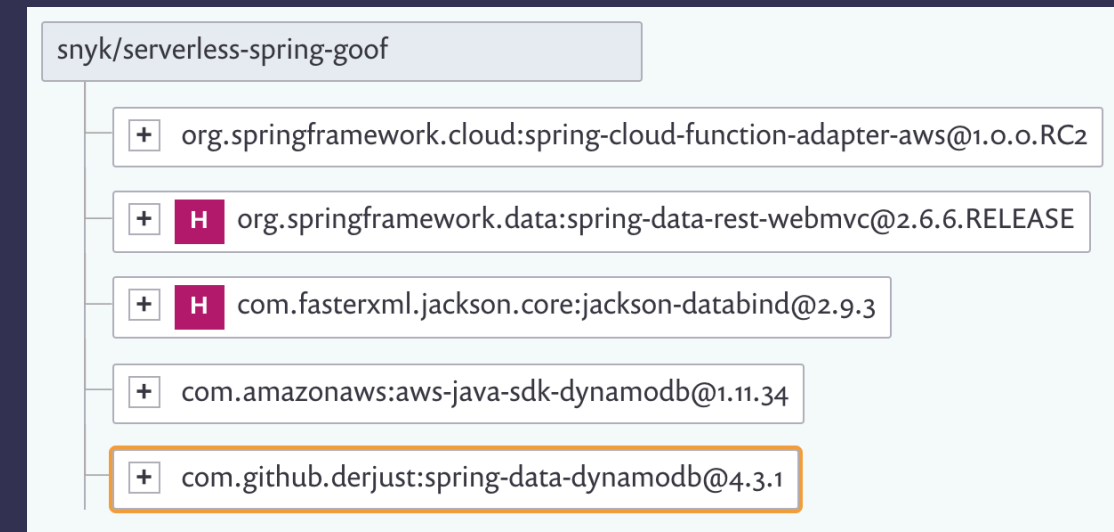 snyk/serverless-spring-goof
+ org.springframework.cloud:spring-cloud-function-adapter-aws@1.0.0.RC2
+ H org.springframework.data:spring-data-rest-webmvc@2.6.6.RELEASE
+ H com.fasterxml.jackson.core:jackson-databind@2.9.3
+ com.amazonaws:aws-java-sdk-dynamodb@1.11.34
+ com.github.derjust:spring-data-dynamodb@4.3.1